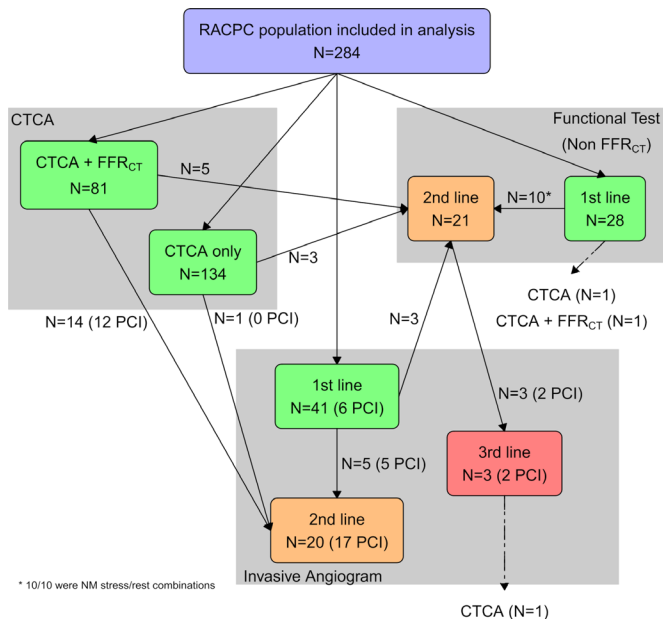 RACPC population included in analysis
N=284
CTCA
Functional Test
(Non FFRCT)
CTCA + FFRCT
N=81
N=5
2nd line
N=21
N=10*
1st line
N=28
CTCA only
N=134
N=3
CTCA (N=1)
CTCA + FFRCT (N=1)
N=14 (12 PCI)
N=1 (0 PCI)
N=3
1st line
N=41 (6 PCI)
N=3 (2 PCI)
N=5 (5 PCI)
3rd line
N=3 (2 PCI)
2nd line
N=20 (17 PCI)
Invasive Angiogram
* 10/10 were NM stress/rest combinations
CTCA (N=1)